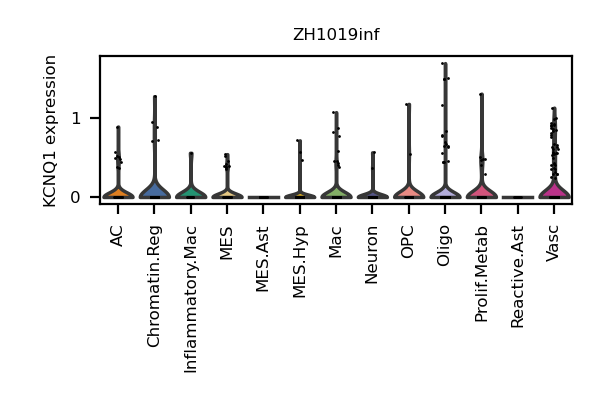 ZH1019inf
KCNQ1 expression
1
0
AC
Chromatin.Reg
Inflammatory.Mac
MES
MES.Ast
MES.Hyp
Mac
Neuron
OPC
Oligo
Prolif.Metab
Reactive.Ast
Vasc